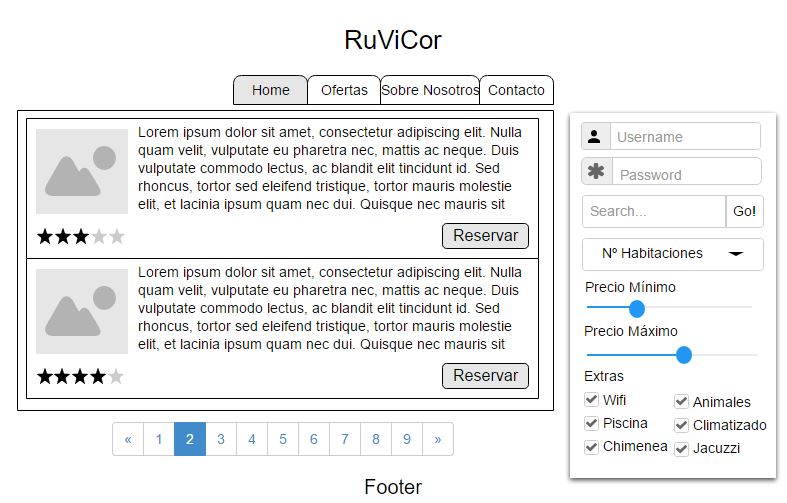 RuViCor
Home Ofertas Sobre Nosotros Contacto
Lorem ipsum dolor sit amet, consectetur adipiscing elit. Nulla
quam velit, vulputate eu pharetra nec, mattis ac neque. Duis
vulputate commodo lectus, ac blandit elit tincidunt id. Sed
rhoncus, tortor sed eleifend tristique, tortor mauris molestie
elit, et lacinia ipsum quam nec dui. Quisque nec mauris sit
Reservar
Lorem ipsum dolor sit amet, consectetur adipiscing elit. Nulla
quam velit, vulputate eu pharetra nec, mattis ac neque. Duis
vulputate commodo lectus, ac blandit elit tincidunt id. Sed
rhoncus, tortor sed eleifend tristique, tortor mauris molestie
elit, et lacinia ipsum quam nec dui. Quisque nec mauris sit
Reservar
« 1 2 3 4 5 6 7 8 9 »
Username
Password
Search... Go!
Nº Habitaciones
Precio Mínimo
Precio Máximo
Extras
Wifi Animales
Piscina Climatizado
Chimenea Jacuzzi
Footer